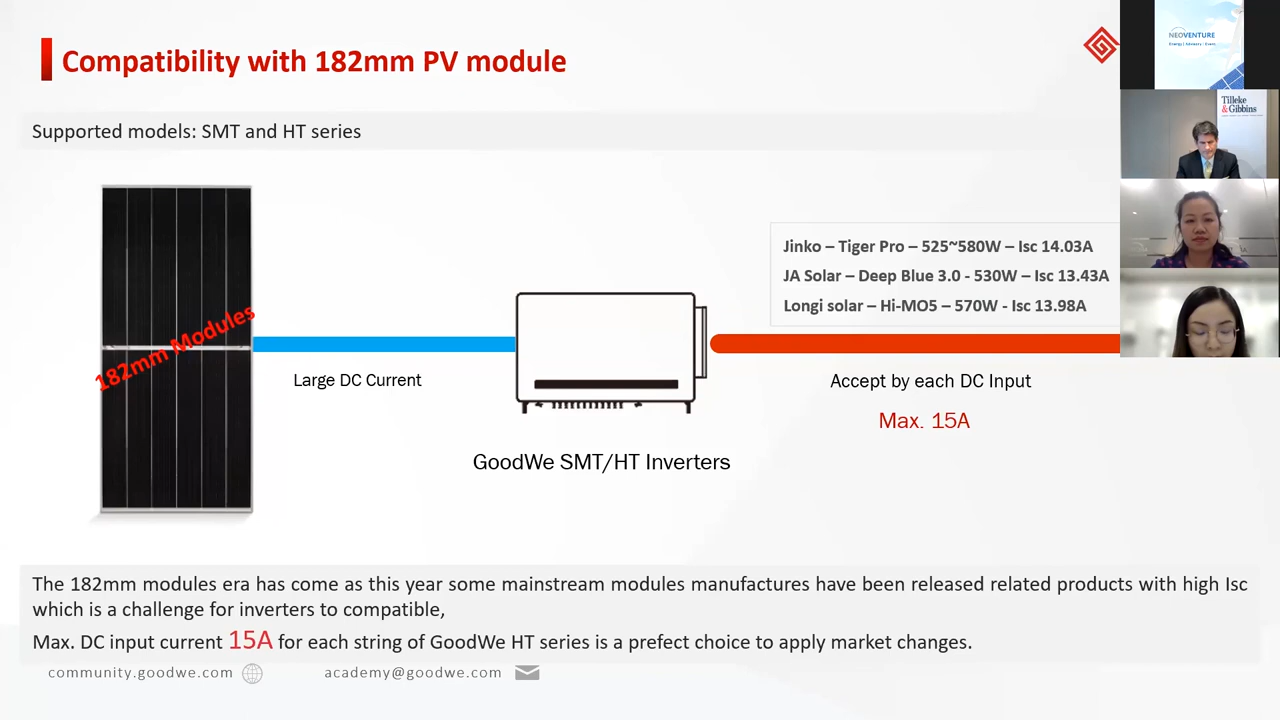 Compatibility with 182mm PV module
NEOVENTURE
Energy | Advisory | Event
Tilleke
& Gibbins
Supported models: SMT and HT series
182mm Modules
Jinko – Tiger Pro – 525~580W – Isc 14.03A
JA Solar – Deep Blue 3.0 - 530W – Isc 13.43A
Longi solar – Hi-MO5 – 570W - Isc 13.98A
Large DC Current
Accept by each DC Input
Max. 15A
GoodWe SMT/HT Inverters
The 182mm modules era has come as this year some mainstream modules manufactures have been released related products with high Isc
which is a challenge for inverters to compatible,
Max. DC input current 15A for each string of GoodWe HT series is a prefect choice to apply market changes.
community.goodwe.com
academy@goodwe.com